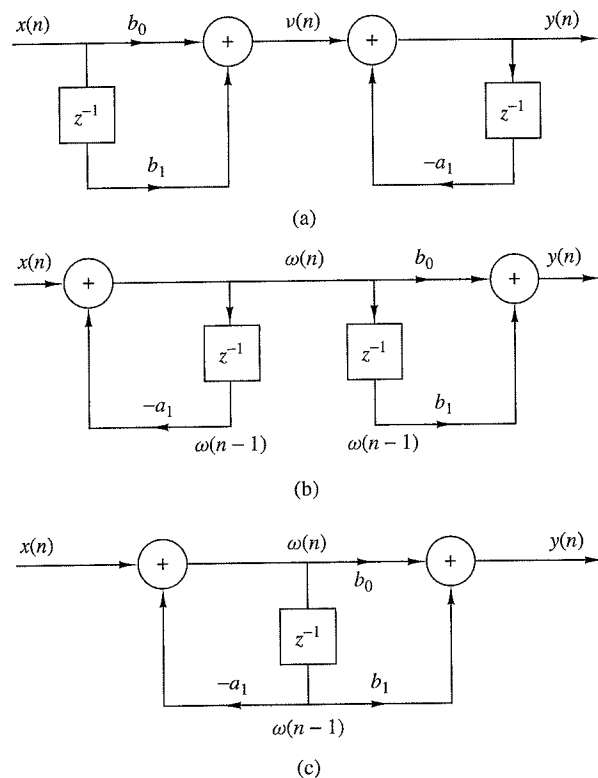 x(n) b₀ ν(n) y(n)
+ +
z⁻¹ z⁻¹
b₁ −a₁
(a)
x(n) ω(n) b₀ y(n)
+ +
z⁻¹ z⁻¹
−a₁ b₁
ω(n − 1) ω(n − 1)
(b)
x(n) ω(n) y(n)
+ +
b₀
z⁻¹
−a₁ b₁
ω(n − 1)
(c)